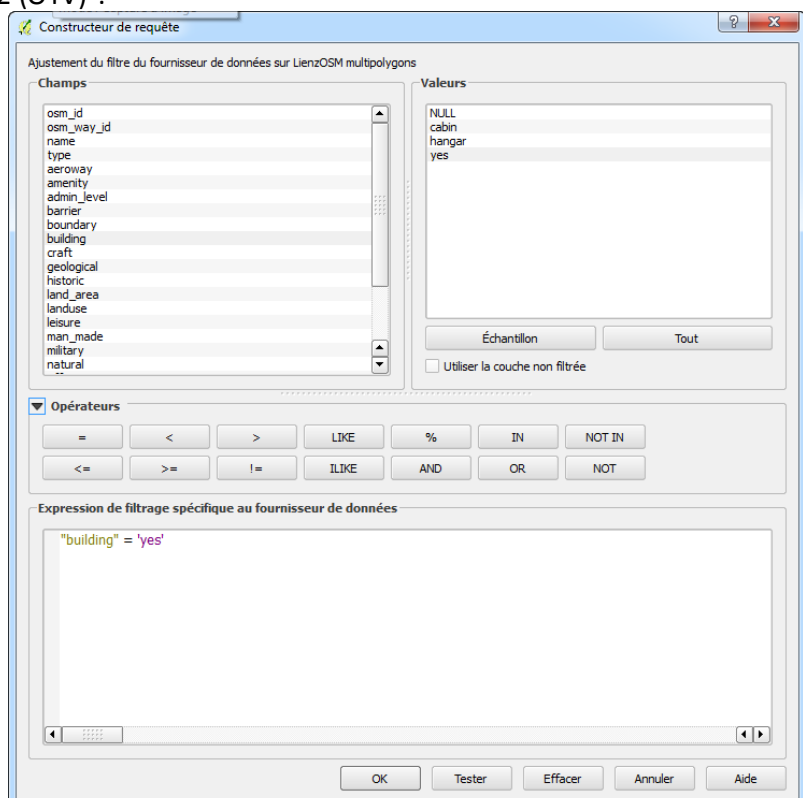 Constructeur de requête
Ajustement du filtre du fournisseur de données sur LienzOSM multipolygons
Champs
osm_id
osm_way_id
name
type
aeroway
amenity
admin_level
barrier
boundary
building
craft
geological
historic
land_area
landuse
leisure
man_made
military
natural
Valeurs
NULL
cabin
hangar
yes
Échantillon Tout
Utiliser la couche non filtrée
Opérateurs
= < > LIKE % IN NOT IN
<= >= != ILIKE AND OR NOT
Expression de filtrage spécifique au fournisseur de données
"building" = 'yes'
OK Tester Effacer Annuler Aide